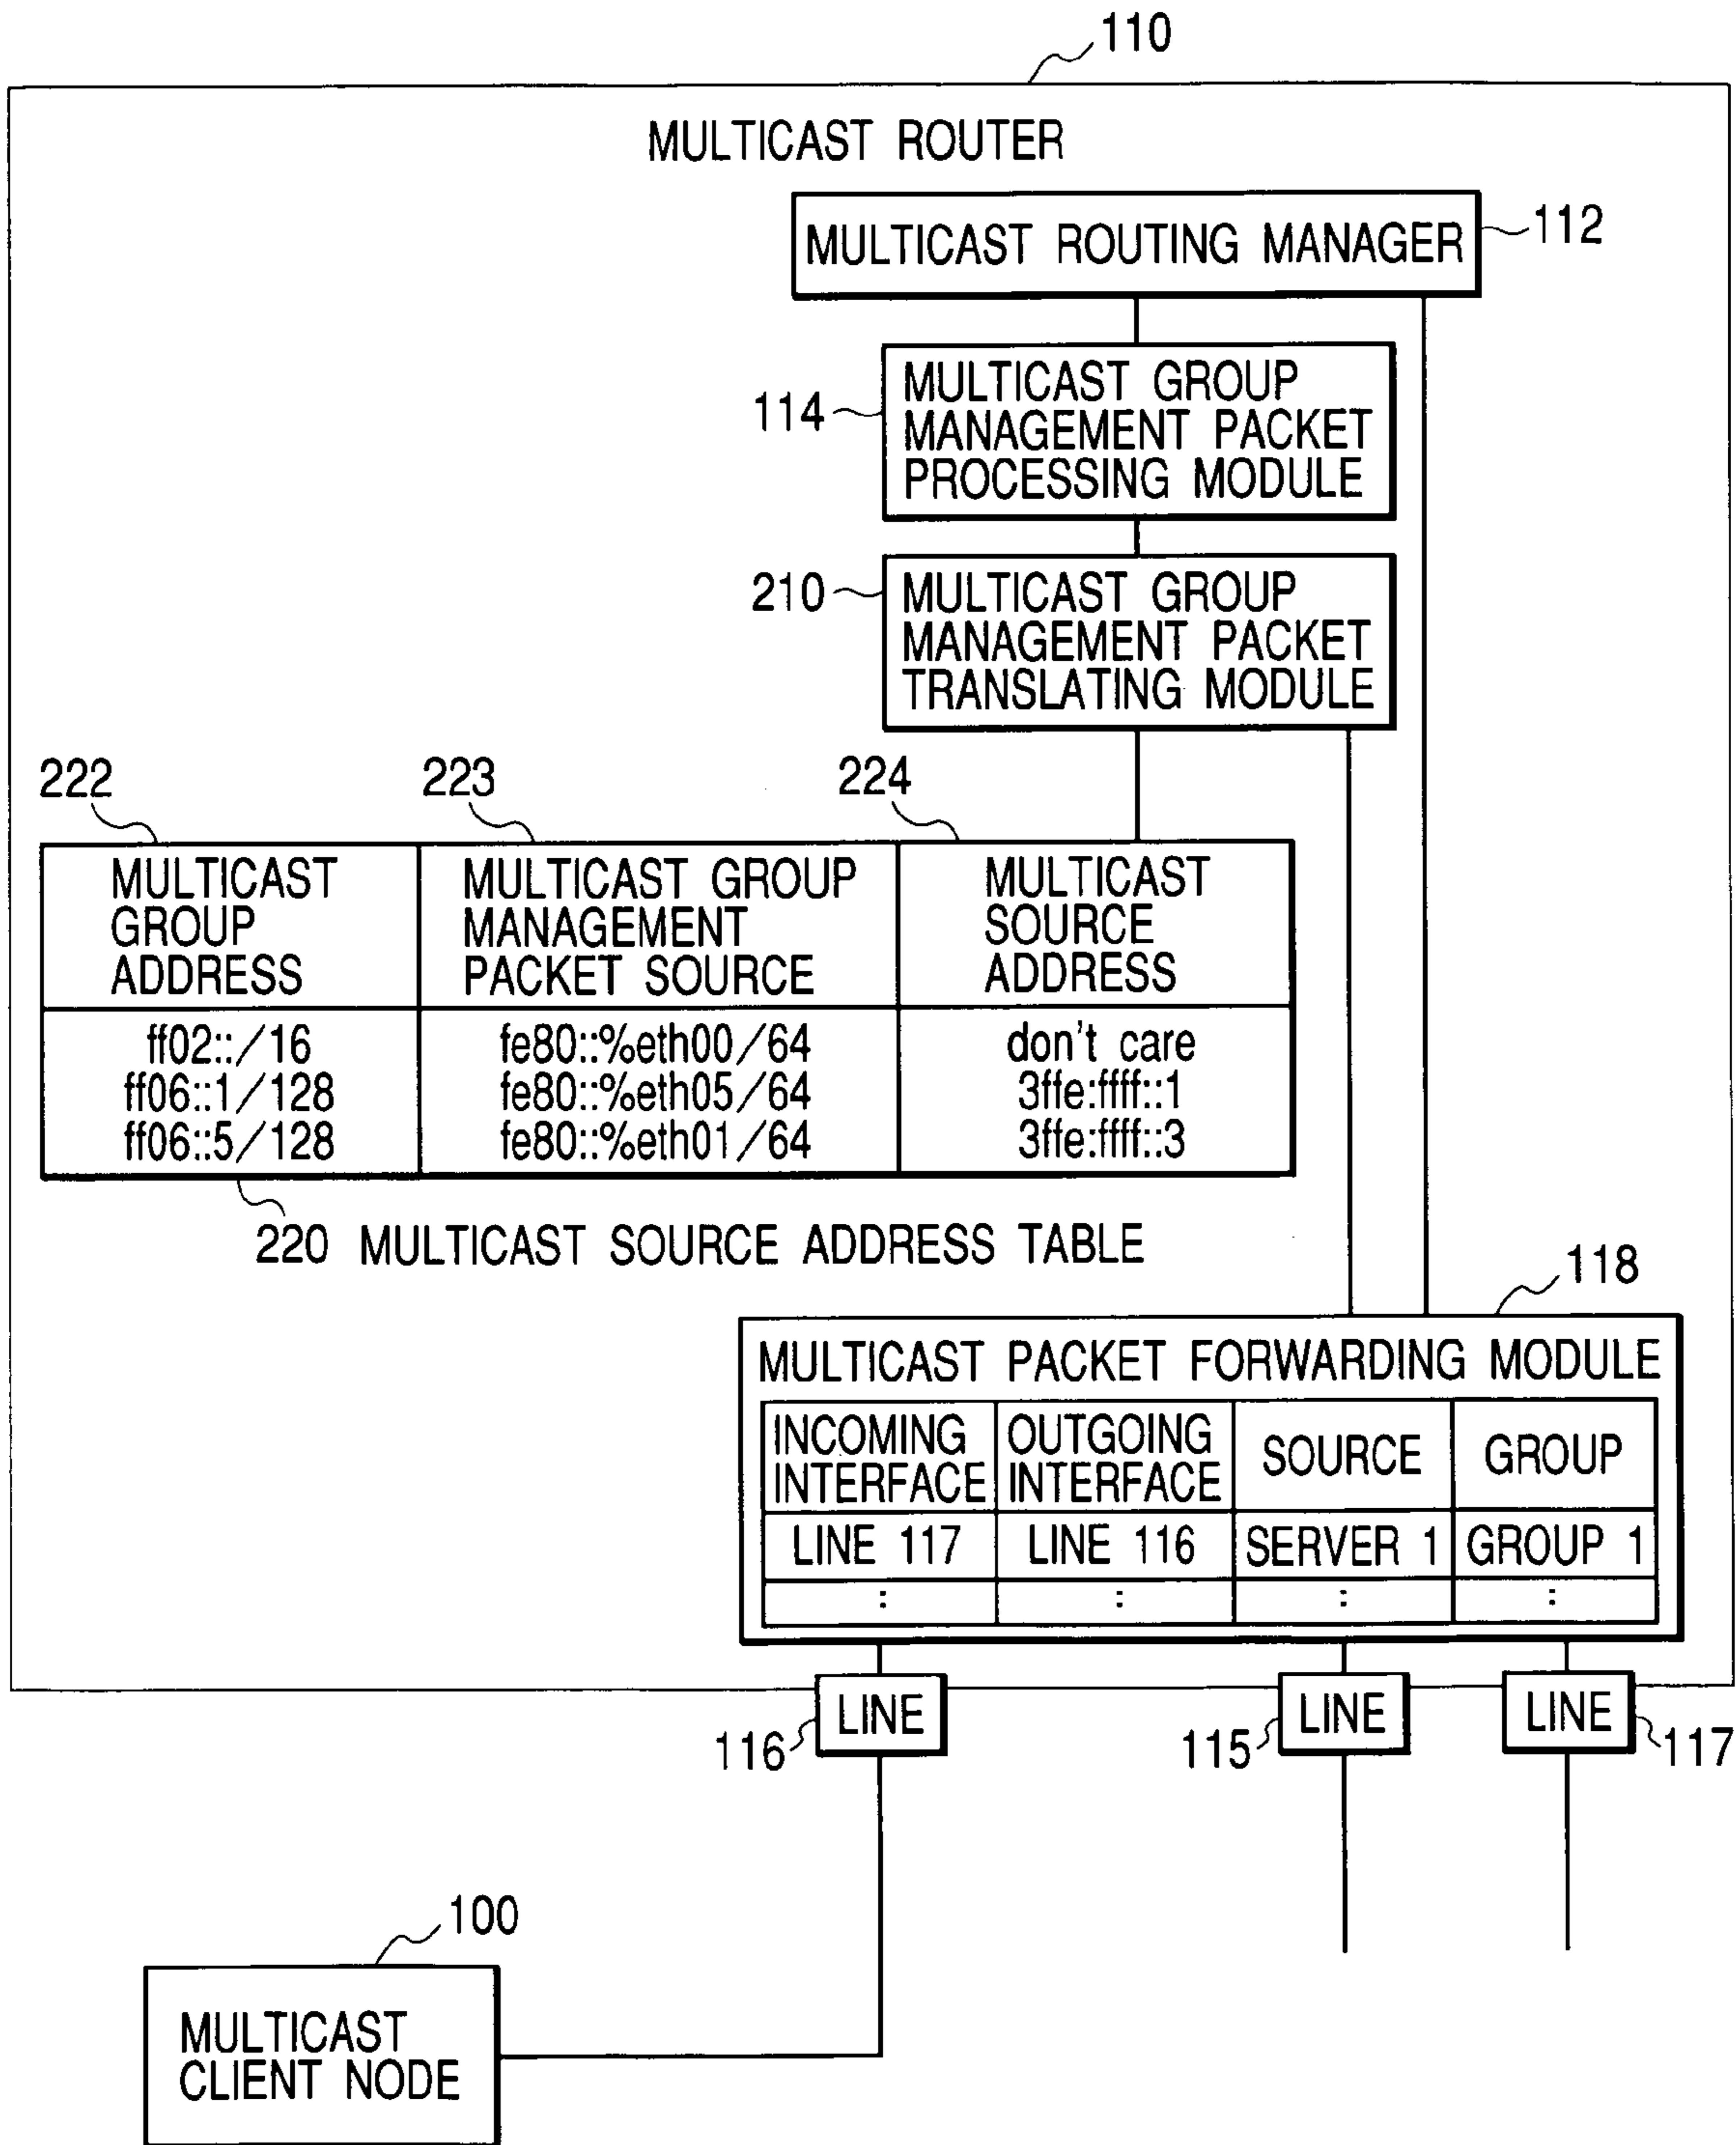 110
MULTICAST ROUTER
MULTICAST ROUTING MANAGER
112
114
MULTICAST GROUP
MANAGEMENT PACKET
PROCESSING MODULE
210
MULTICAST GROUP
MANAGEMENT PACKET
TRANSLATING MODULE
222
223
224
MULTICAST
GROUP
ADDRESS
MULTICAST GROUP
MANAGEMENT
PACKET SOURCE
MULTICAST
SOURCE
ADDRESS
ff02::/16
fe80::%eth00/64
don't care
ff06::1/128
fe80::%eth05/64
3ffe:ffff::1
ff06::5/128
fe80::%eth01/64
3ffe:ffff::3
220 MULTICAST SOURCE ADDRESS TABLE
118
MULTICAST PACKET FORWARDING MODULE
INCOMING
INTERFACE
OUTGOING
INTERFACE
SOURCE
GROUP
LINE 117
LINE 116
SERVER 1
GROUP 1
:
:
:
:
LINE
116
LINE
115
LINE
117
100
MULTICAST
CLIENT NODE